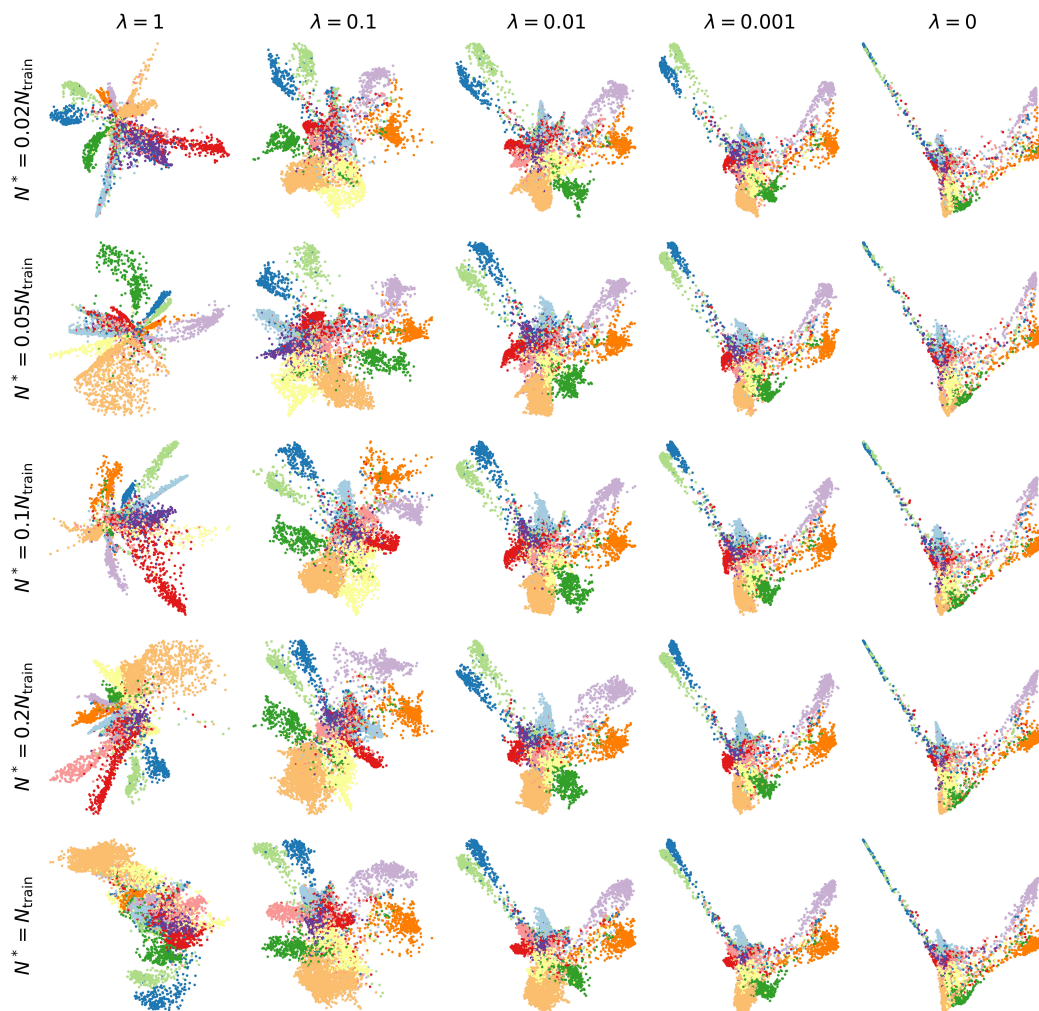 λ = 1
λ = 0.1
λ = 0.01
λ = 0.001
λ = 0
N* = 0.02N_train
N* = 0.05N_train
N* = 0.1N_train
N* = 0.2N_train
N* = N_train